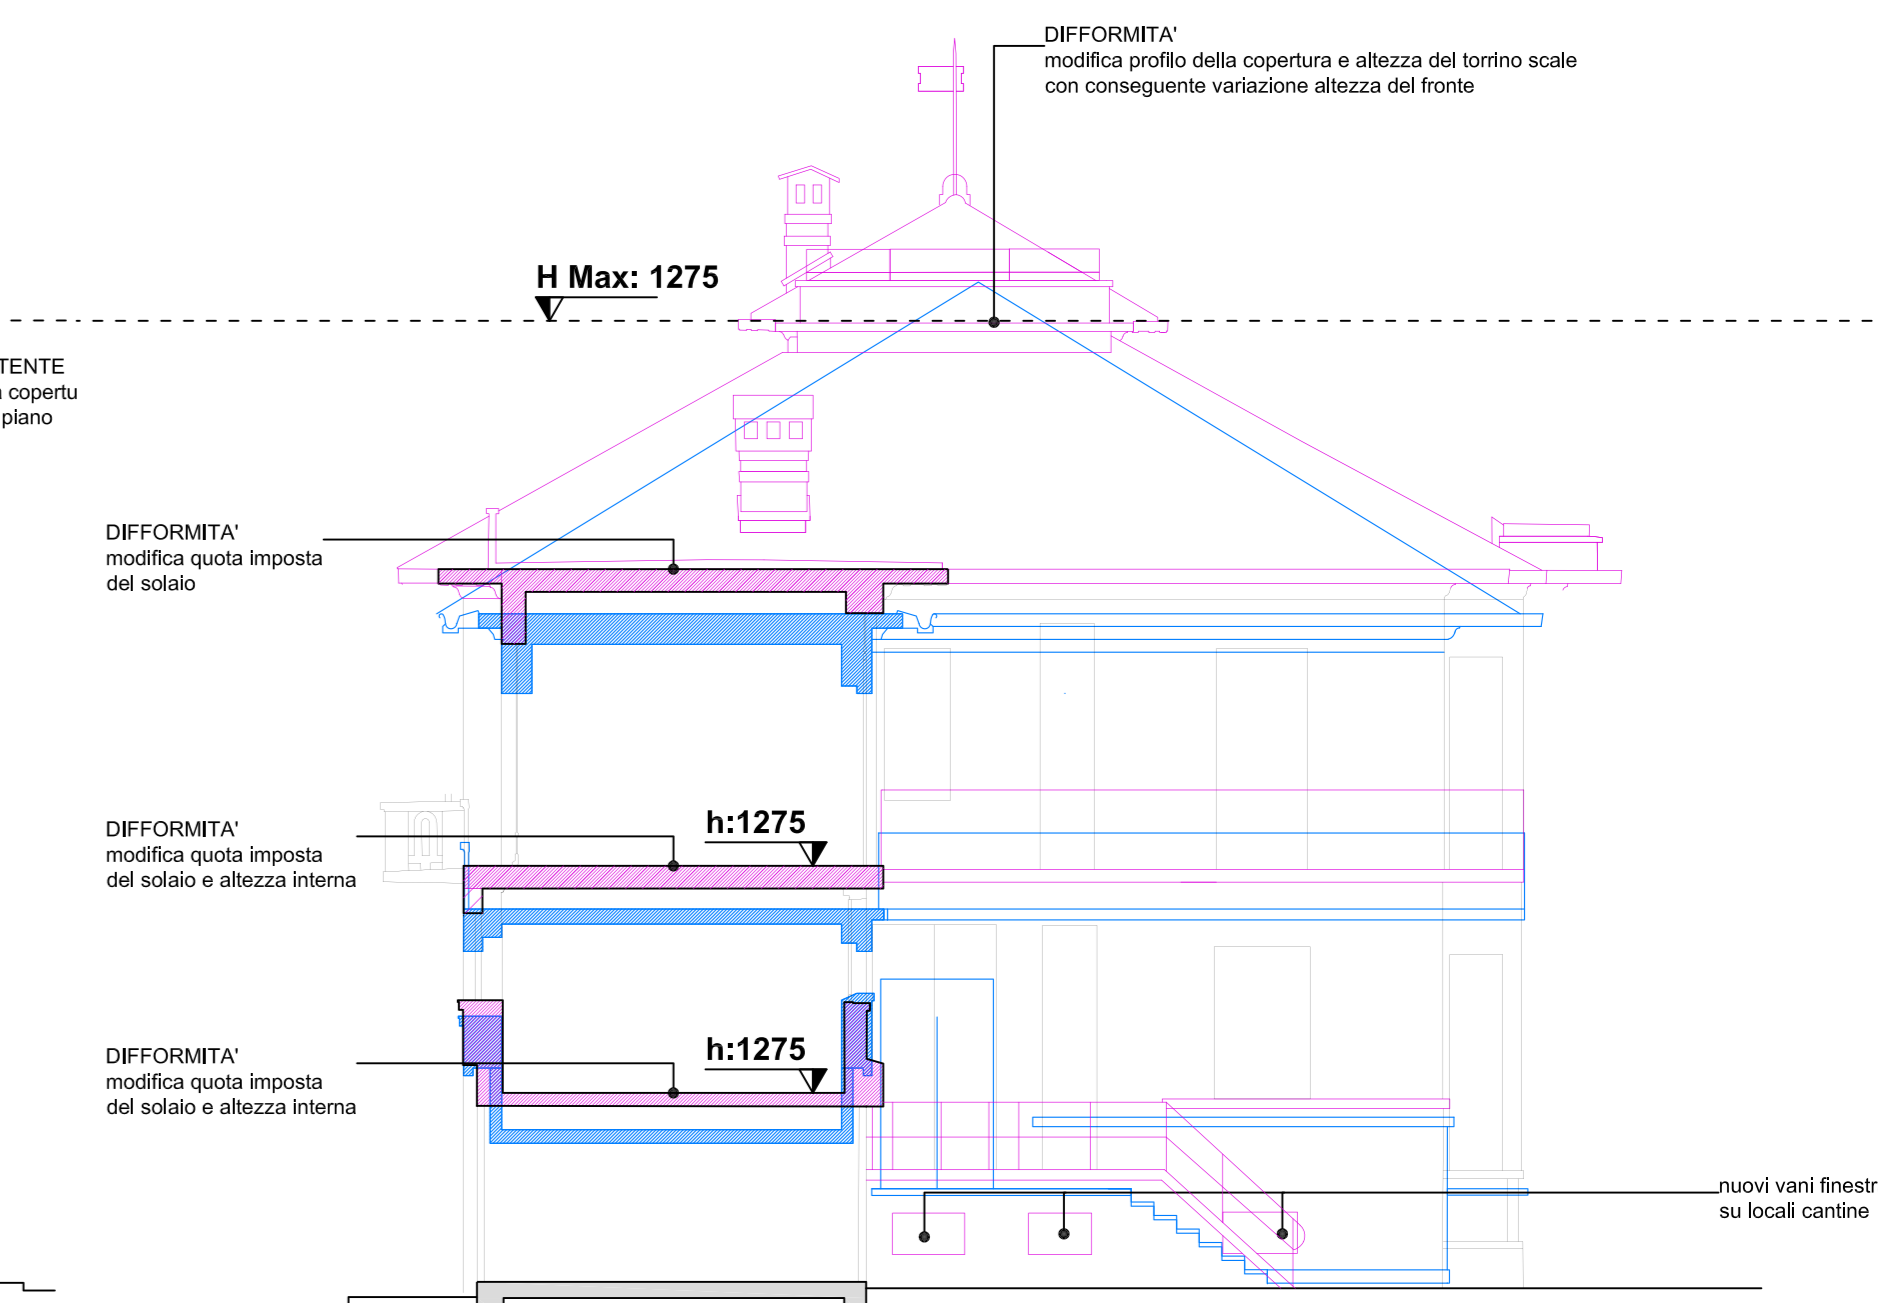 DIFFORMITA'
modifica profilo della copertura e altezza del torrino scale
con conseguente variazione altezza del fronte
H Max: 1275
TENTE
a copertu
piano
DIFFORMITA'
modifica quota imposta
del solaio
DIFFORMITA'
modifica quota imposta
del solaio e altezza interna
h:1275
DIFFORMITA'
modifica quota imposta
del solaio e altezza interna
h:1275
nuovi vani finestr
su locali cantine